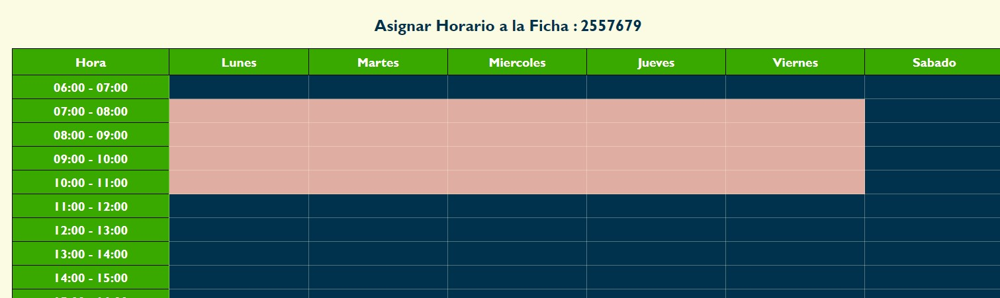 Asignar Horario a la Ficha : 2557679
Hora Lunes Martes Miercoles Jueves Viernes Sabado
06:00 - 07:00
07:00 - 08:00
08:00 - 09:00
09:00 - 10:00
10:00 - 11:00
11:00 - 12:00
12:00 - 13:00
13:00 - 14:00
14:00 - 15:00